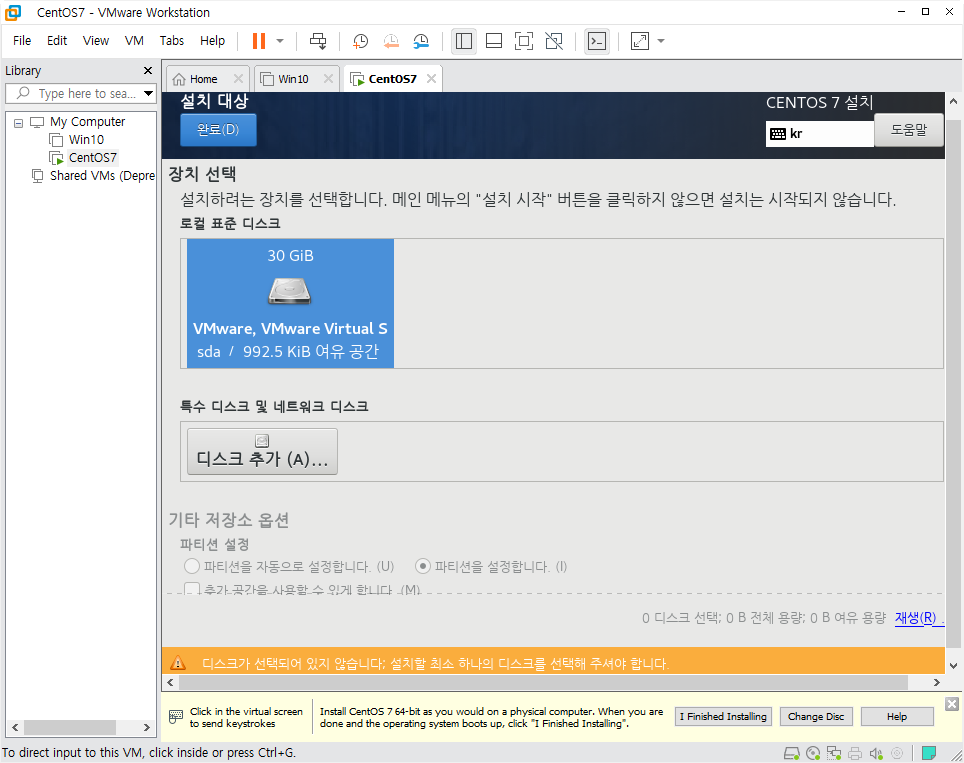 CentOS7 - VMware Workstation
File Edit View VM Tabs Help
Library
Type here to sea...
My Computer
Win10
CentOS7
Shared VMs (Depre
Home Win10 CentOS7
설치 대상
CENTOS 7 설치
완료(D)
kr
도움말
장치 선택
설치하려는 장치를 선택합니다. 메인 메뉴의 "설치 시작" 버튼을 클릭하지 않으면 설치는 시작되지 않습니다.
로컬 표준 디스크
30 GiB
VMware, VMware Virtual S
sda / 992.5 KiB 여유 공간
특수 디스크 및 네트워크 디스크
디스크 추가 (A)...
기타 저장소 옵션
파티션 설정
파티션을 자동으로 설정합니다. (U) 파티션을 설정합니다. (I)
추가 공간을 사용할 수 있게 합니다. (M)
0 디스크 선택; 0 B 전체 용량; 0 B 여유 용량 재생(R) .
디스크가 선택되어 있지 않습니다; 설치할 최소 하나의 디스크를 선택해 주셔야 합니다.
Click in the virtual screen
to send keystrokes
Install CentOS 7 64-bit as you would on a physical computer. When you are
done and the operating system boots up, click "I Finished Installing".
I Finished Installing
Change Disc
Help
To direct input to this VM, click inside or press Ctrl+G.